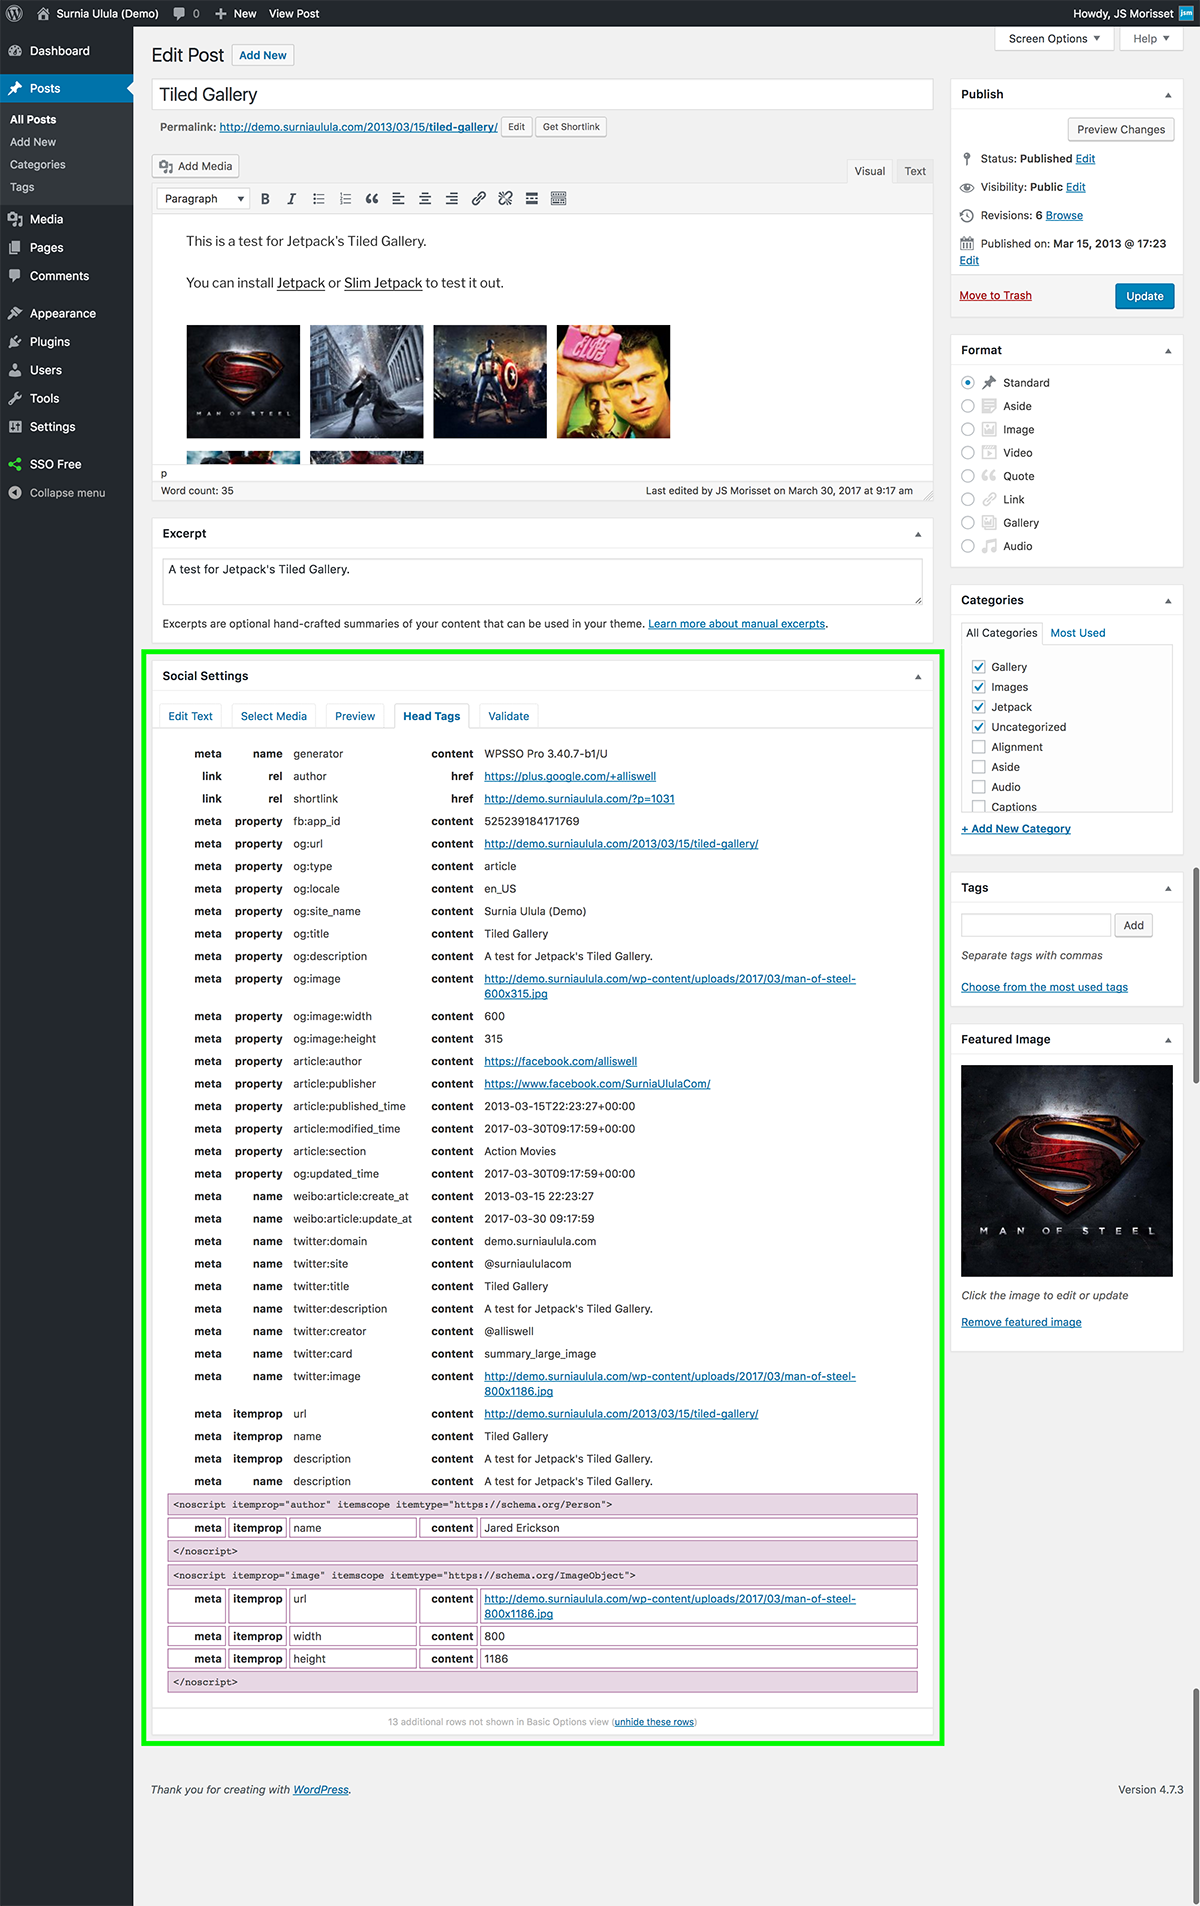 Surnia Ulula (Demo) 0 + New View Post Howdy, JS Morisset jsm
Dashboard
Posts
All Posts
Add New
Categories
Tags
Media
Pages
Comments
Appearance
Plugins
Users
Tools
Settings
SSO Free
Collapse menu
Screen Options Help
Edit Post Add New
Tiled Gallery
Permalink: http://demo.surniaulula.com/2013/03/15/tiled-gallery/ Edit Get Shortlink
Add Media
Visual Text
Paragraph B I
This is a test for Jetpack's Tiled Gallery.
You can install Jetpack or Slim Jetpack to test it out.
MAN OF STEEL
FIGHT CLUB
p
Word count: 35 Last edited by JS Morisset on March 30, 2017 at 9:17 am
Excerpt
A test for Jetpack's Tiled Gallery.
Excerpts are optional hand-crafted summaries of your content that can be used in your theme. Learn more about manual excerpts.
Social Settings
Edit Text Select Media Preview Head Tags Validate
meta name generator content WPSSO Pro 3.40.7-b1/U
link rel author href https://plus.google.com/+alliswell
link rel shortlink href http://demo.surniaulula.com/?p=1031
meta property fb:app_id content 525239184171769
meta property og:url content http://demo.surniaulula.com/2013/03/15/tiled-gallery/
meta property og:type content article
meta property og:locale content en_US
meta property og:site_name content Surnia Ulula (Demo)
meta property og:title content Tiled Gallery
meta property og:description content A test for Jetpack's Tiled Gallery.
meta property og:image content http://demo.surniaulula.com/wp-content/uploads/2017/03/man-of-steel-
600x315.jpg
meta property og:image:width content 600
meta property og:image:height content 315
meta property article:author content https://facebook.com/alliswell
meta property article:publisher content https://www.facebook.com/SurniaUlulaCom/
meta property article:published_time content 2013-03-15T22:23:27+00:00
meta property article:modified_time content 2017-03-30T09:17:59+00:00
meta property article:section content Action Movies
meta property og:updated_time content 2017-03-30T09:17:59+00:00
meta name weibo:article:create_at content 2013-03-15 22:23:27
meta name weibo:article:update_at content 2017-03-30 09:17:59
meta name twitter:domain content demo.surniaulula.com
meta name twitter:site content @surniaululacom
meta name twitter:title content Tiled Gallery
meta name twitter:description content A test for Jetpack's Tiled Gallery.
meta name twitter:creator content @alliswell
meta name twitter:card content summary_large_image
meta name twitter:image content http://demo.surniaulula.com/wp-content/uploads/2017/03/man-of-steel-
800x1186.jpg
meta itemprop url content http://demo.surniaulula.com/2013/03/15/tiled-gallery/
meta itemprop name content Tiled Gallery
meta itemprop description content A test for Jetpack's Tiled Gallery.
meta name description content A test for Jetpack's Tiled Gallery.
<noscript itemprop="author" itemscope itemtype="https://schema.org/Person">
meta itemprop name content Jared Erickson
</noscript>
<noscript itemprop="image" itemscope itemtype="https://schema.org/ImageObject">
meta itemprop url content http://demo.surniaulula.com/wp-content/uploads/2017/03/man-of-steel-
800x1186.jpg
meta itemprop width content 800
meta itemprop height content 1186
</noscript>
13 additional rows not shown in Basic Options view (unhide these rows)
Publish
Preview Changes
Status: Published Edit
Visibility: Public Edit
Revisions: 6 Browse
Published on: Mar 15, 2013 @ 17:23
Edit
Move to Trash Update
Format
Standard
Aside
Image
Video
Quote
Link
Gallery
Audio
Categories
All Categories Most Used
Gallery
Images
Jetpack
Uncategorized
Alignment
Aside
Audio
Captions
+ Add New Category
Tags
Add
Separate tags with commas
Choose from the most used tags
Featured Image
MAN OF STEEL
Click the image to edit or update
Remove featured image
Thank you for creating with WordPress. Version 4.7.3